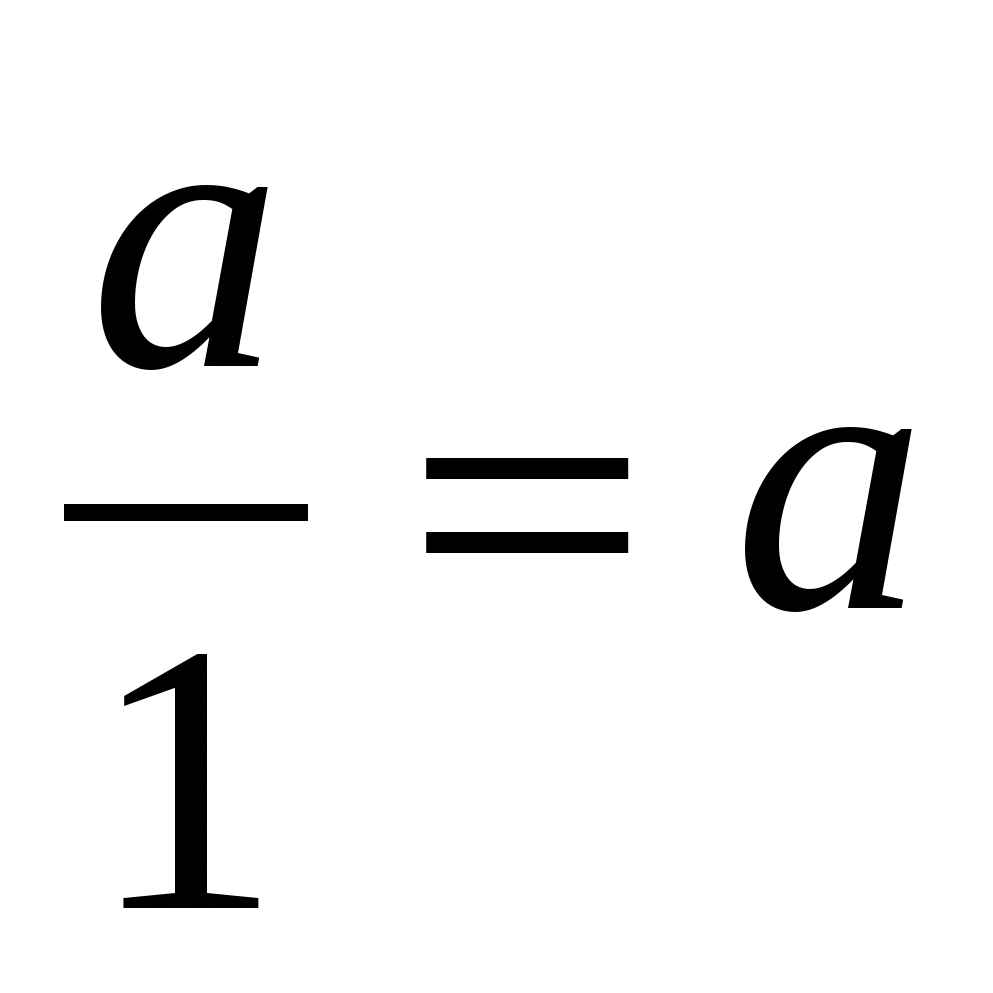 a/1 = a